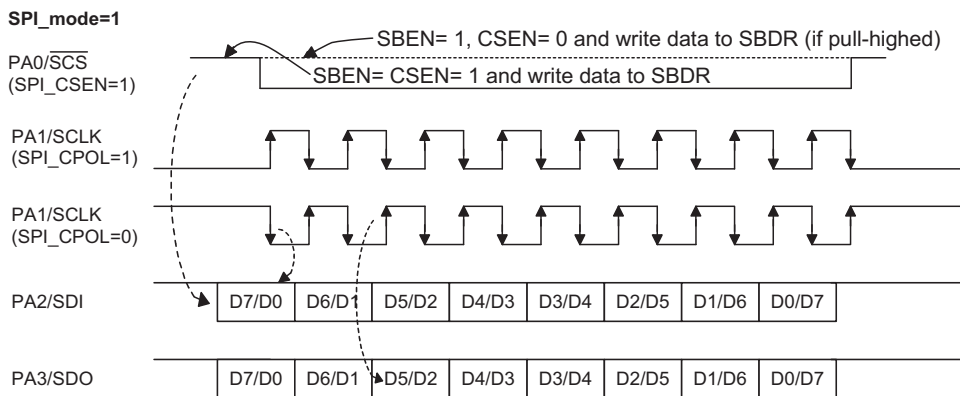 SPI_mode=1
SBEN= 1, CSEN= 0 and write data to SBDR (if pull-highed)
PA0/SCS
(SPI_CSEN=1)
SBEN= CSEN= 1 and write data to SBDR
PA1/SCLK
(SPI_CPOL=1)
PA1/SCLK
(SPI_CPOL=0)
PA2/SDI D7/D0 D6/D1 D5/D2 D4/D3 D3/D4 D2/D5 D1/D6 D0/D7
PA3/SDO D7/D0 D6/D1 D5/D2 D4/D3 D3/D4 D2/D5 D1/D6 D0/D7